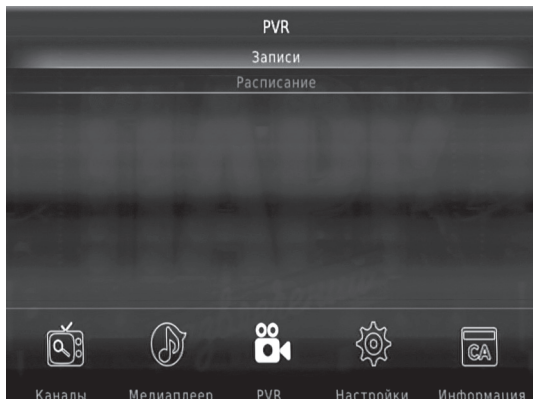 PVR
Записи
Расписание
CA
Каналы Медиаплеер PVR Настройки Информация